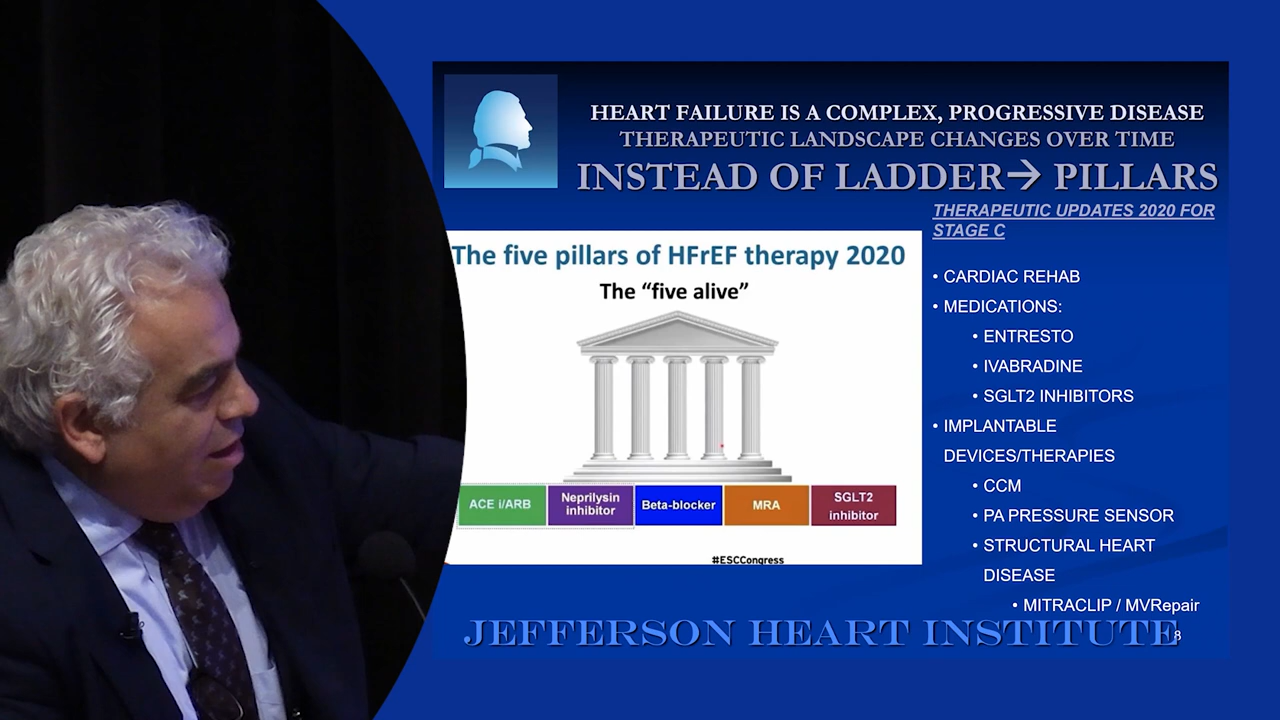 HEART FAILURE IS A COMPLEX, PROGRESSIVE DISEASE
THERAPEUTIC LANDSCAPE CHANGES OVER TIME
INSTEAD OF LADDER→ PILLARS
The five pillars of HFrEF therapy 2020
The “five alive”
ACE i/ARB
Neprilysin
inhibitor
Beta-blocker
MRA
SGLT2
inhibitor
#ESCCongress
THERAPEUTIC UPDATES 2020 FOR
STAGE C
• CARDIAC REHAB
• MEDICATIONS:
• ENTRESTO
• IVABRADINE
• SGLT2 INHIBITORS
• IMPLANTABLE
DEVICES/THERAPIES
• CCM
• PA PRESSURE SENSOR
• STRUCTURAL HEART
DISEASE
• MITRACLIP / MVRepair
JEFFERSON HEART INSTITUTE
8